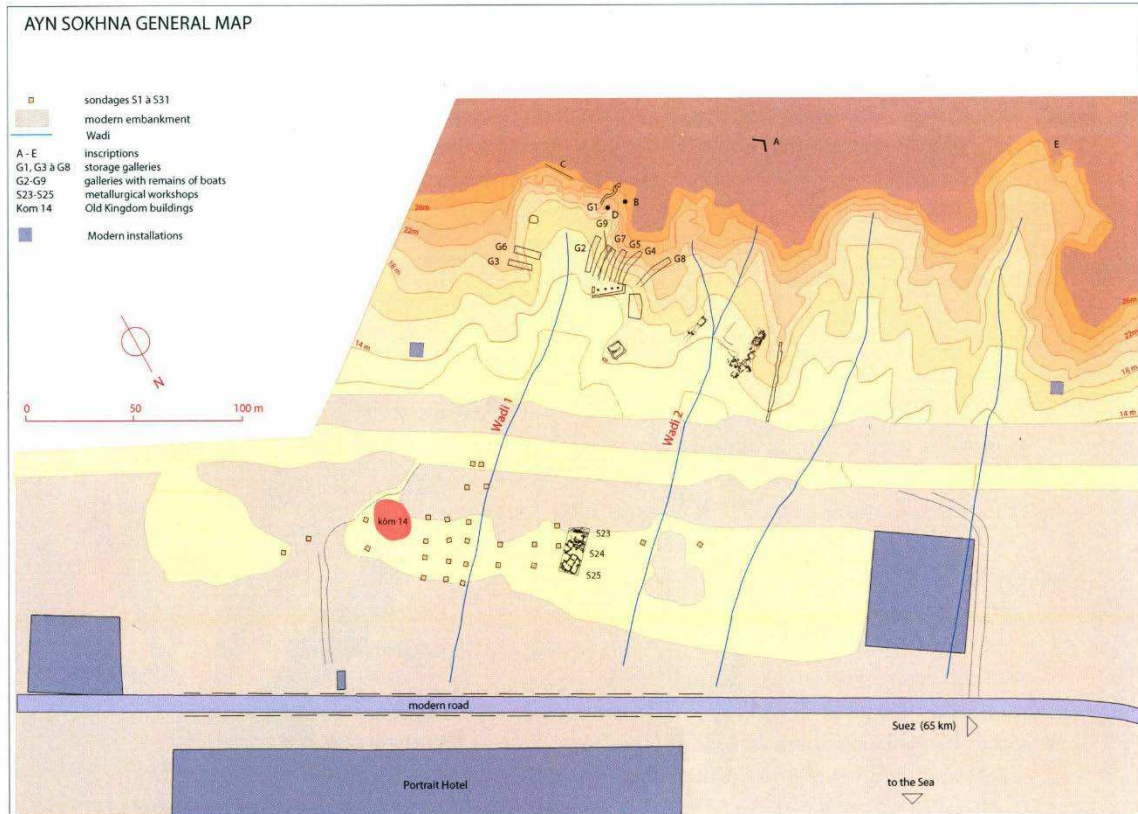 AYN SOKHNA GENERAL MAP
sondages S1 à S31
modern embankment
Wadi
A - E inscriptions
G1, G3 à G8 storage galleries
G2-G9 galleries with remains of boats
S23-S25 metallurgical workshops
Kom 14 Old Kingdom buildings
Modern installations
N
0 50 100 m
A
E
C
B
G1
D
G9
G7
G5
G4
G2
G8
G6
G3
26m
22m
18 m
14 m
26m
22m
18 m
14 m
Wadi 1
Wadi 2
kôm 14
S23
S24
S25
modern road
Suez (65 km)
Portrait Hotel
to the Sea